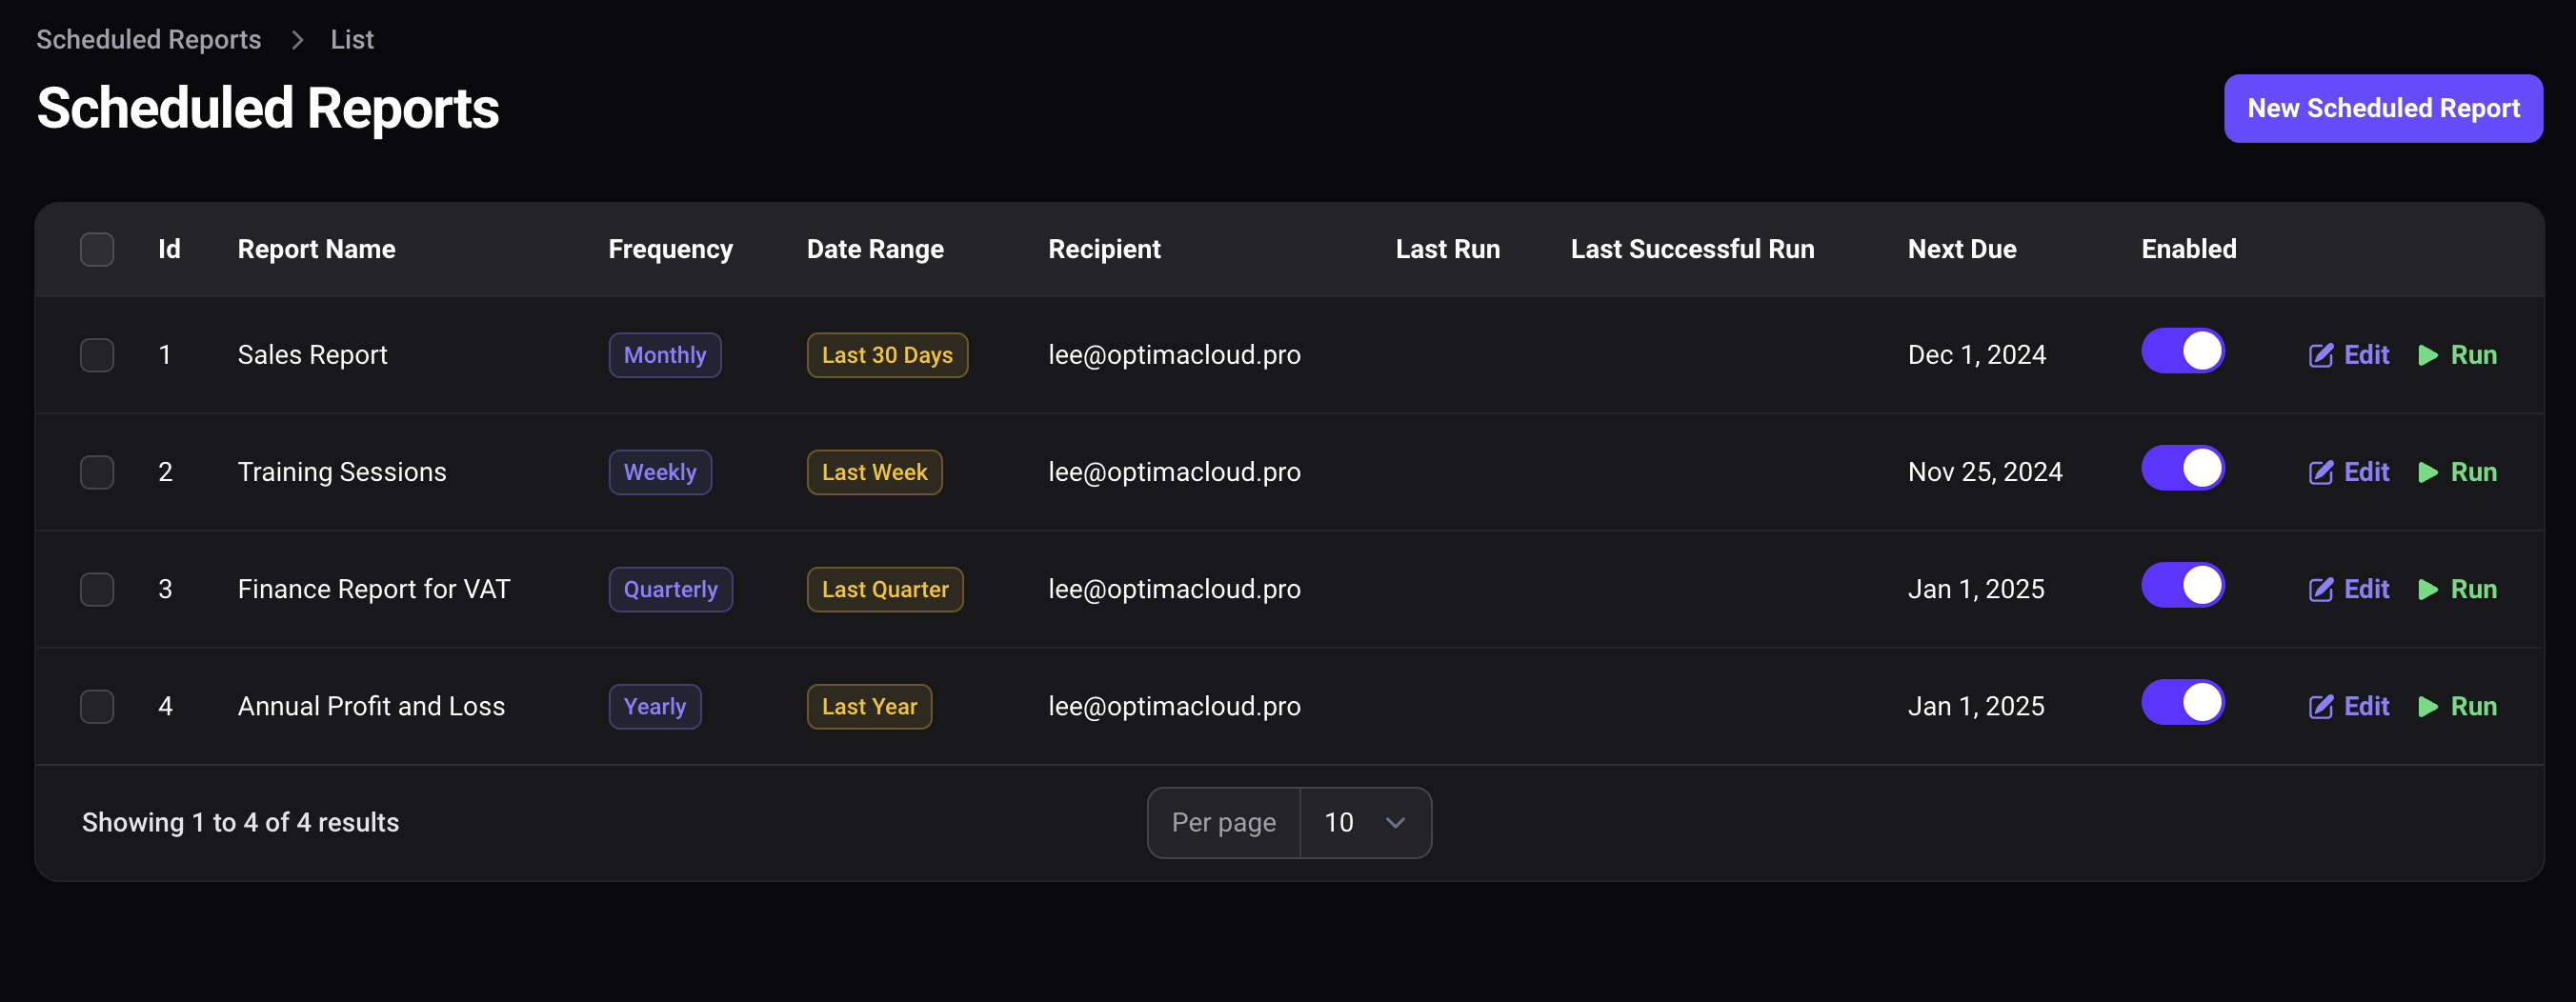 Scheduled Reports > List
Scheduled Reports
New Scheduled Report
Id Report Name Frequency Date Range Recipient Last Run Last Successful Run Next Due Enabled
1 Sales Report Monthly Last 30 Days lee@optimacloud.pro Dec 1, 2024 Edit Run
2 Training Sessions Weekly Last Week lee@optimacloud.pro Nov 25, 2024 Edit Run
3 Finance Report for VAT Quarterly Last Quarter lee@optimacloud.pro Jan 1, 2025 Edit Run
4 Annual Profit and Loss Yearly Last Year lee@optimacloud.pro Jan 1, 2025 Edit Run
Showing 1 to 4 of 4 results
Per page 10